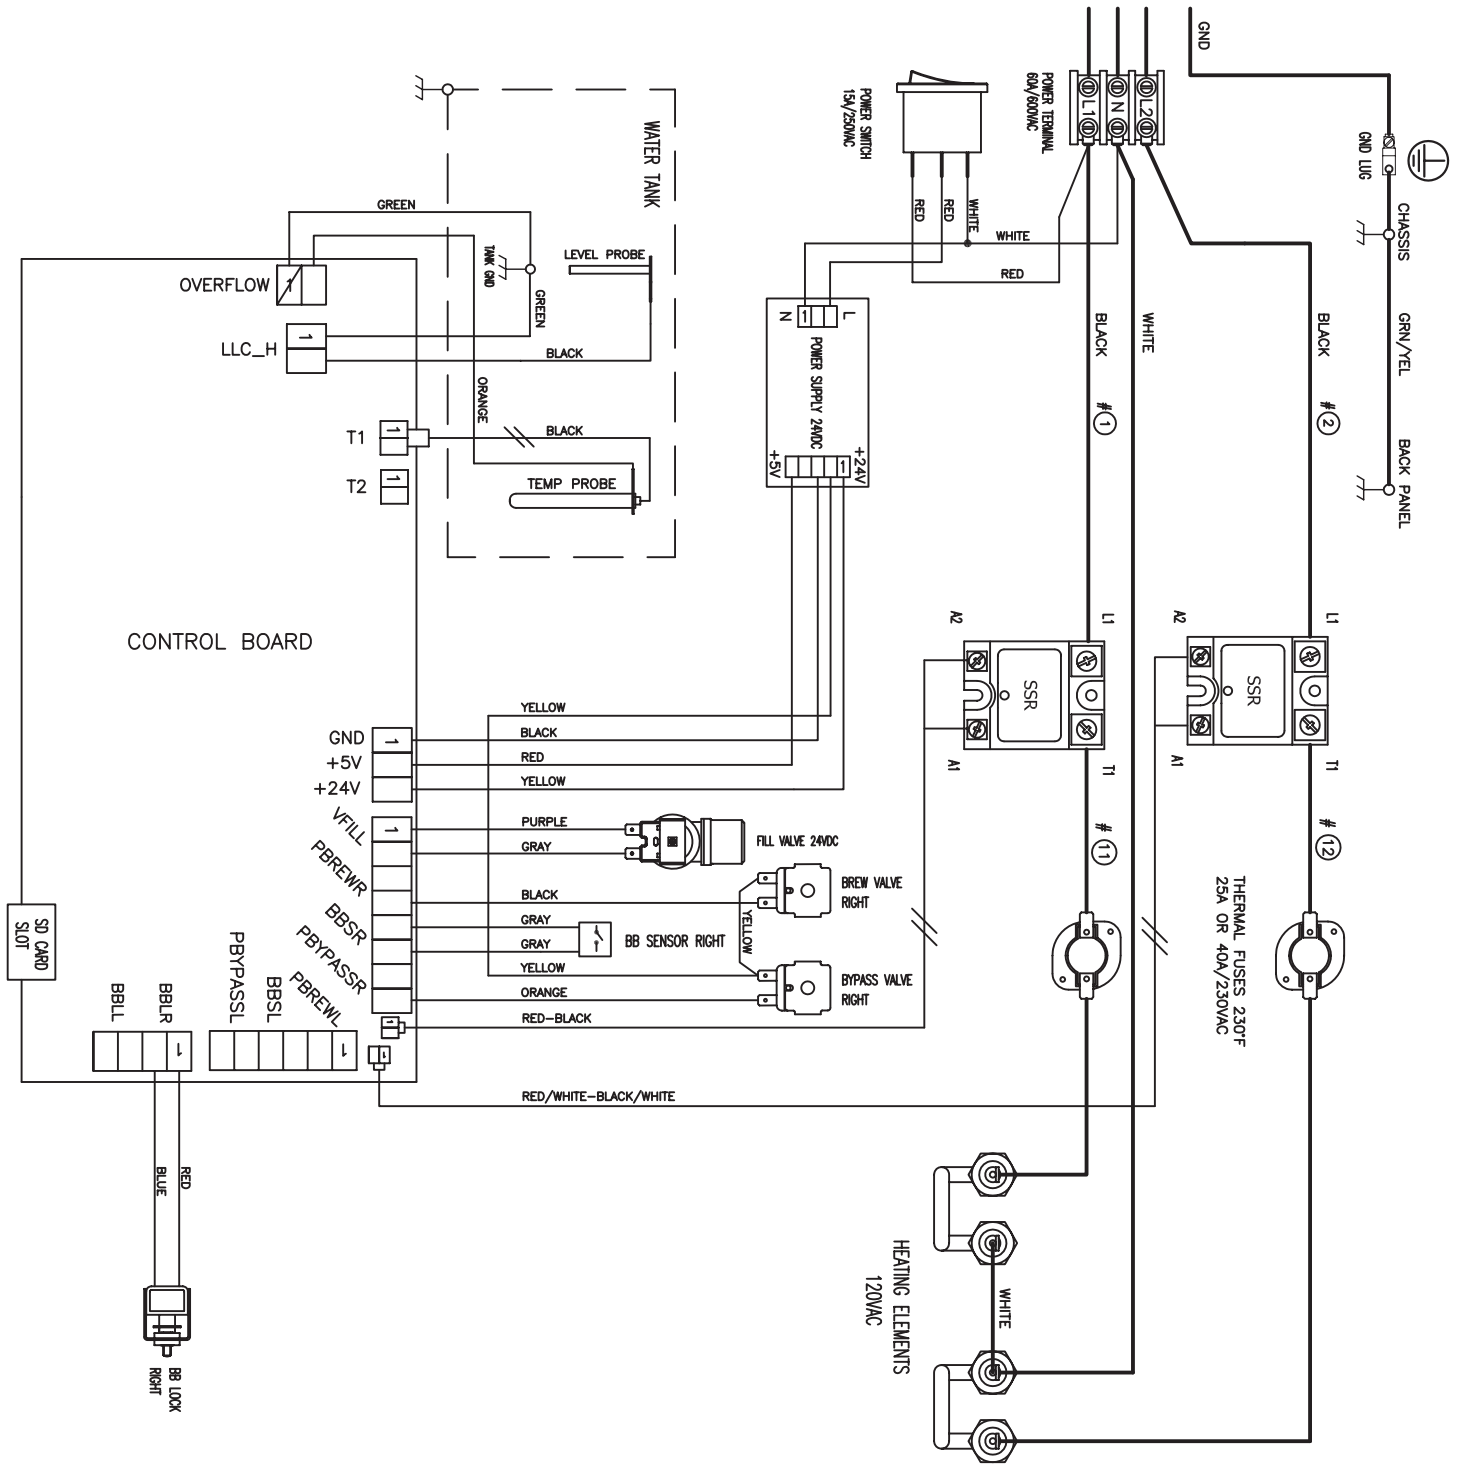 GND
L1
N
L2
POWER TERMINAL
60A/600VAC
POWER SWITCH
15A/250VAC
GND LUG
CHASSIS
GRN/YEL
BACK PANEL
WATER TANK
GREEN
RED
RED
WHITE
WHITE
RED
TANK GND
LEVEL PROBE
OVERFLOW
1
GREEN
LLC_H
1
BLACK
N
1
L
POWER SUPPLY 24VDC
+5V
1
+24V
BLACK
WHITE
BLACK
# 1
# 2
ORANGE
T1
1
BLACK
T2
1
TEMP PROBE
CONTROL BOARD
A2
L1
SSR
A1
T1
A2
L1
SSR
A1
T1
YELLOW
GND
1
BLACK
+5V
RED
+24V
YELLOW
VFILL
1
PURPLE
GRAY
FILL VALVE 24VDC
PBREWR
BLACK
BREW VALVE
RIGHT
BBSR
GRAY
GRAY
BB SENSOR RIGHT
YELLOW
PBYPASSR
YELLOW
ORANGE
BYPASS VALVE
RIGHT
# 11
# 12
THERMAL FUSES 230°F
25A OR 40A/230VAC
SD CARD
SLOT
BBLL
BBLR
1
PBYPASSL
BBSL
PBREWL
1
1
RED-BLACK
1
RED/WHITE-BLACK/WHITE
BLUE
RED
BB LOCK
RIGHT
HEATING ELEMENTS
120VAC
WHITE